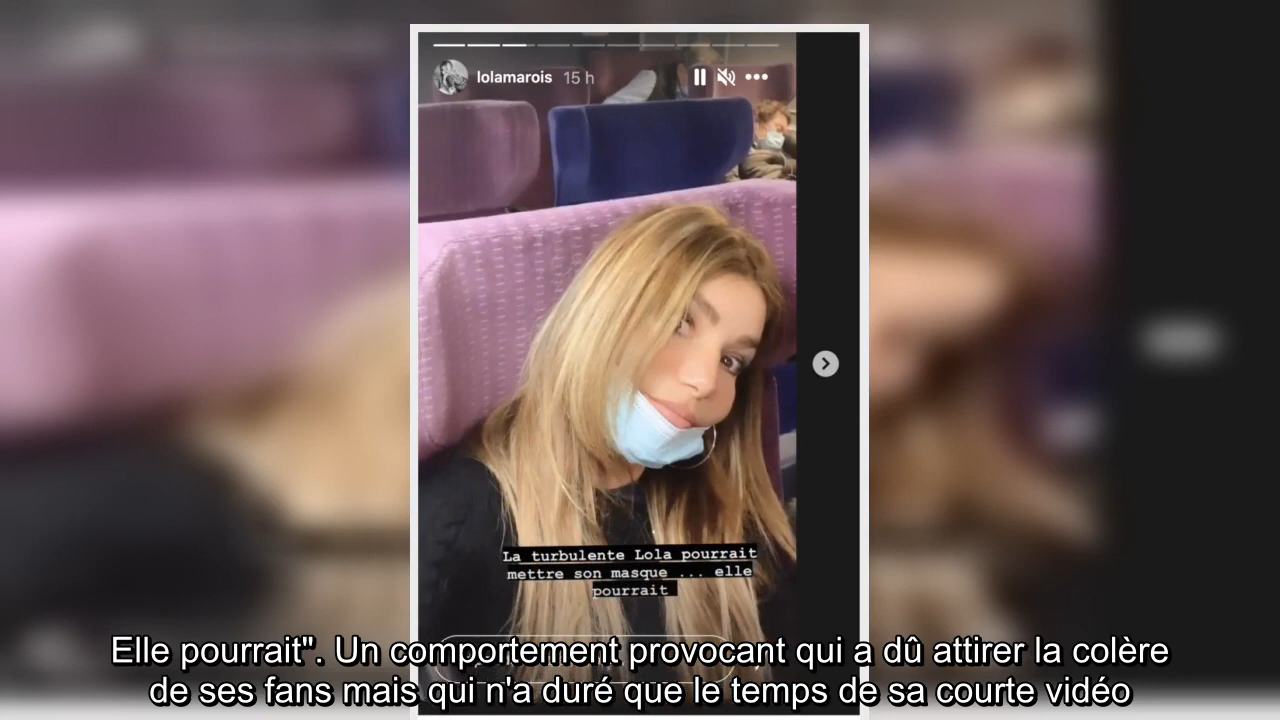 lolamarois 15 h
La turbulente Lola pourrait
mettre son masque ... elle
pourrait
Elle pourrait". Un comportement provocant qui a dû attirer la colère
de ses fans mais qui n'a duré que le temps de sa courte vidéo